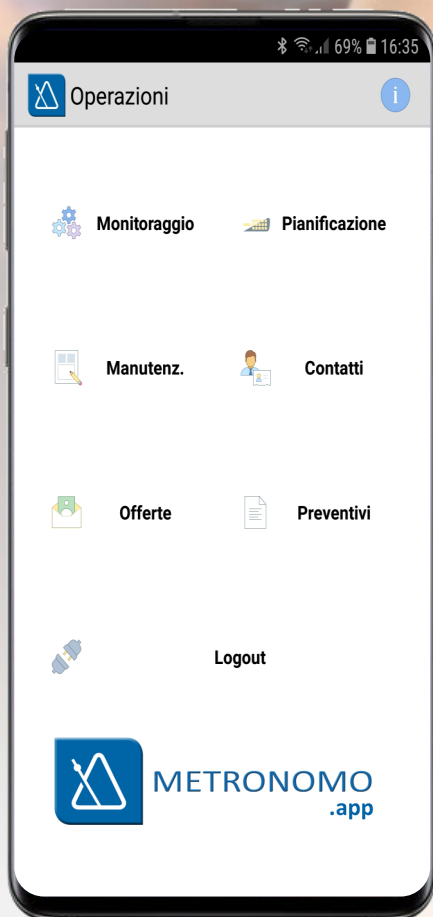 69% 16:35
Operazioni
i
Monitoraggio Pianificazione
Manutenz. Contatti
Offerte Preventivi
Logout
METRONOMO
.app